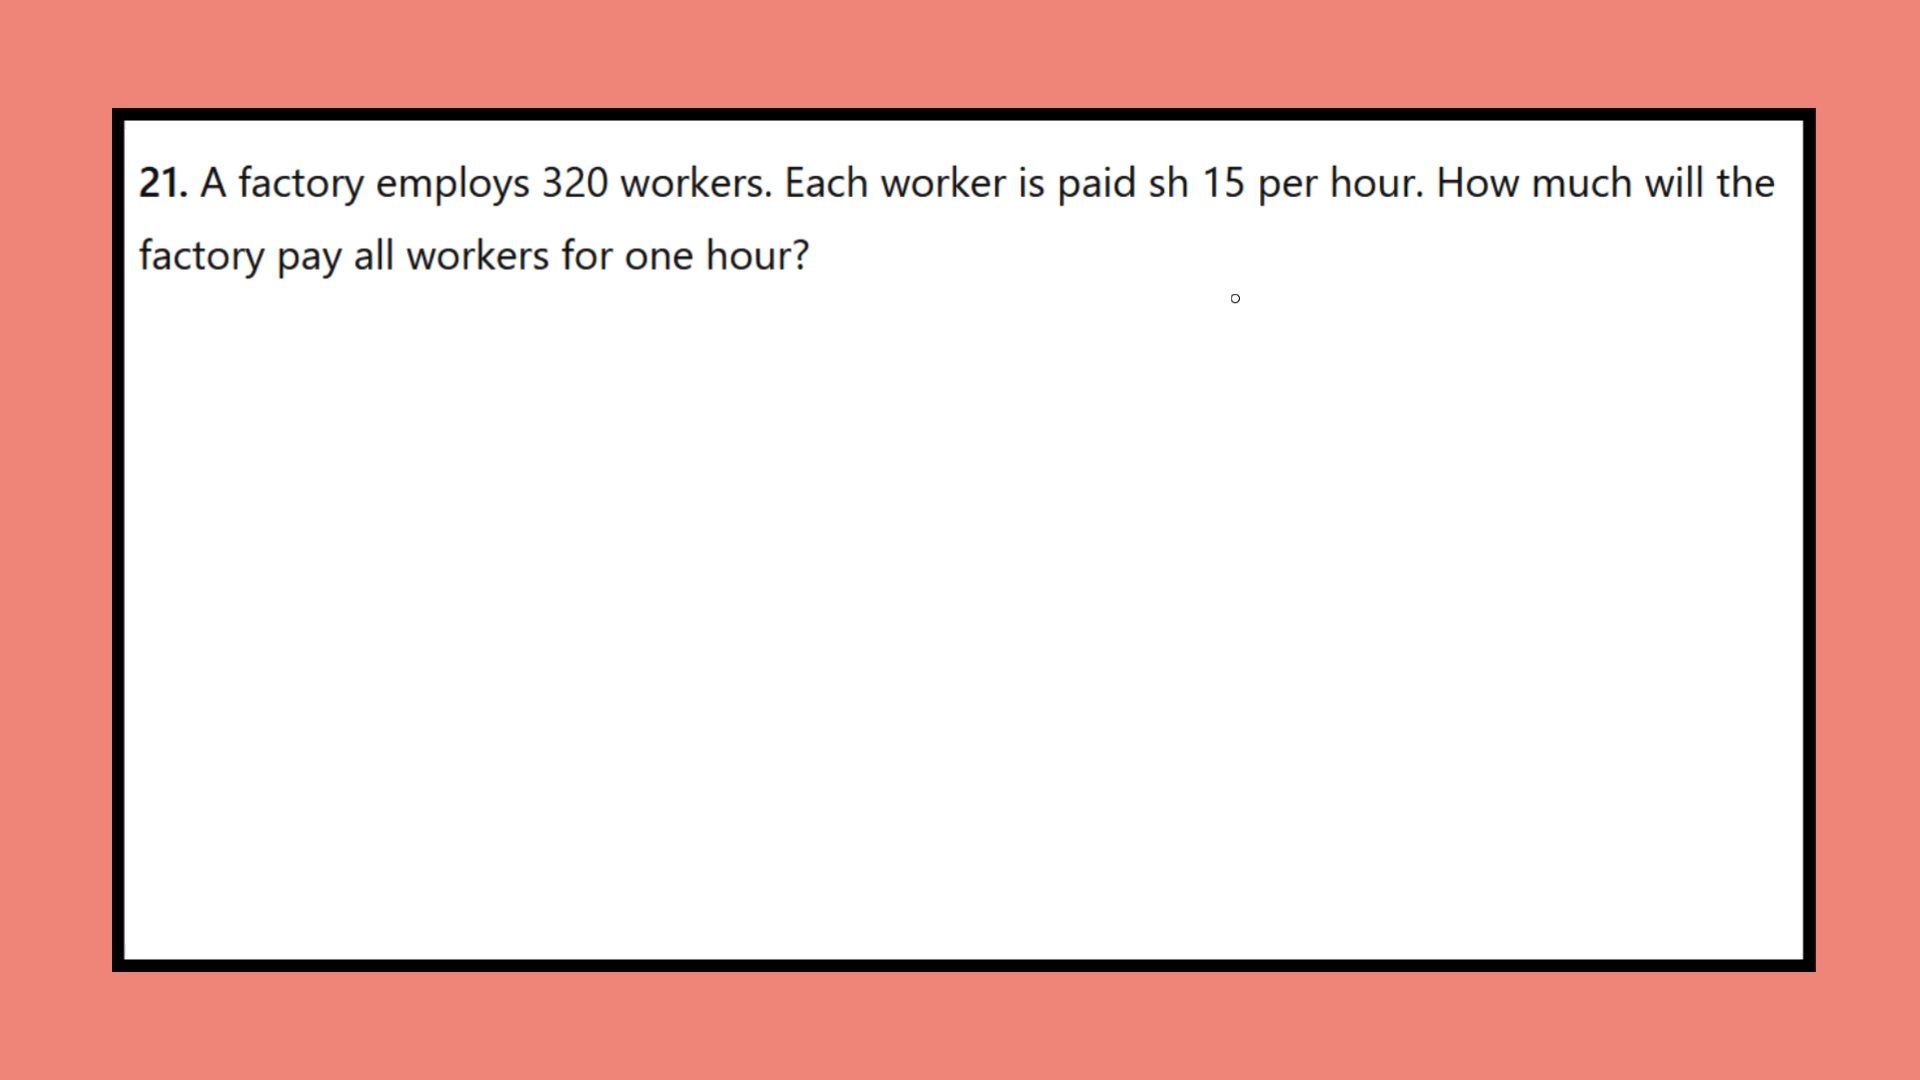 21. A factory employs 320 workers. Each worker is paid sh 15 per hour. How much will the
factory pay all workers for one hour?